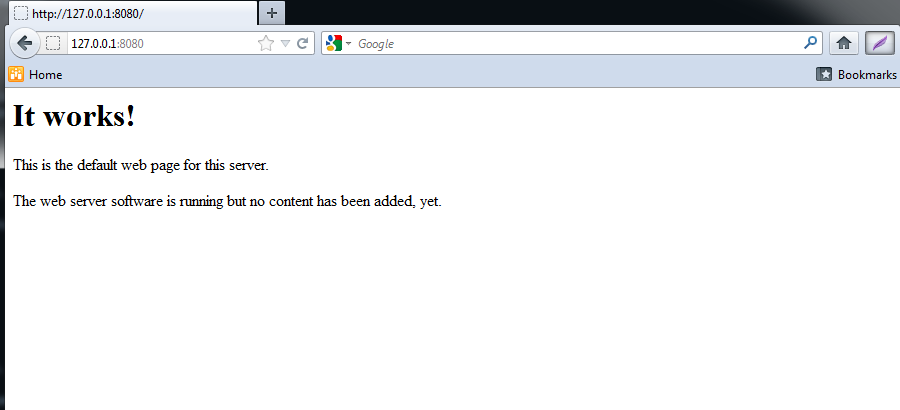 http://127.0.0.1:8080/
127.0.0.1:8080
Google
Home
Bookmarks
It works!
This is the default web page for this server.
The web server software is running but no content has been added, yet.